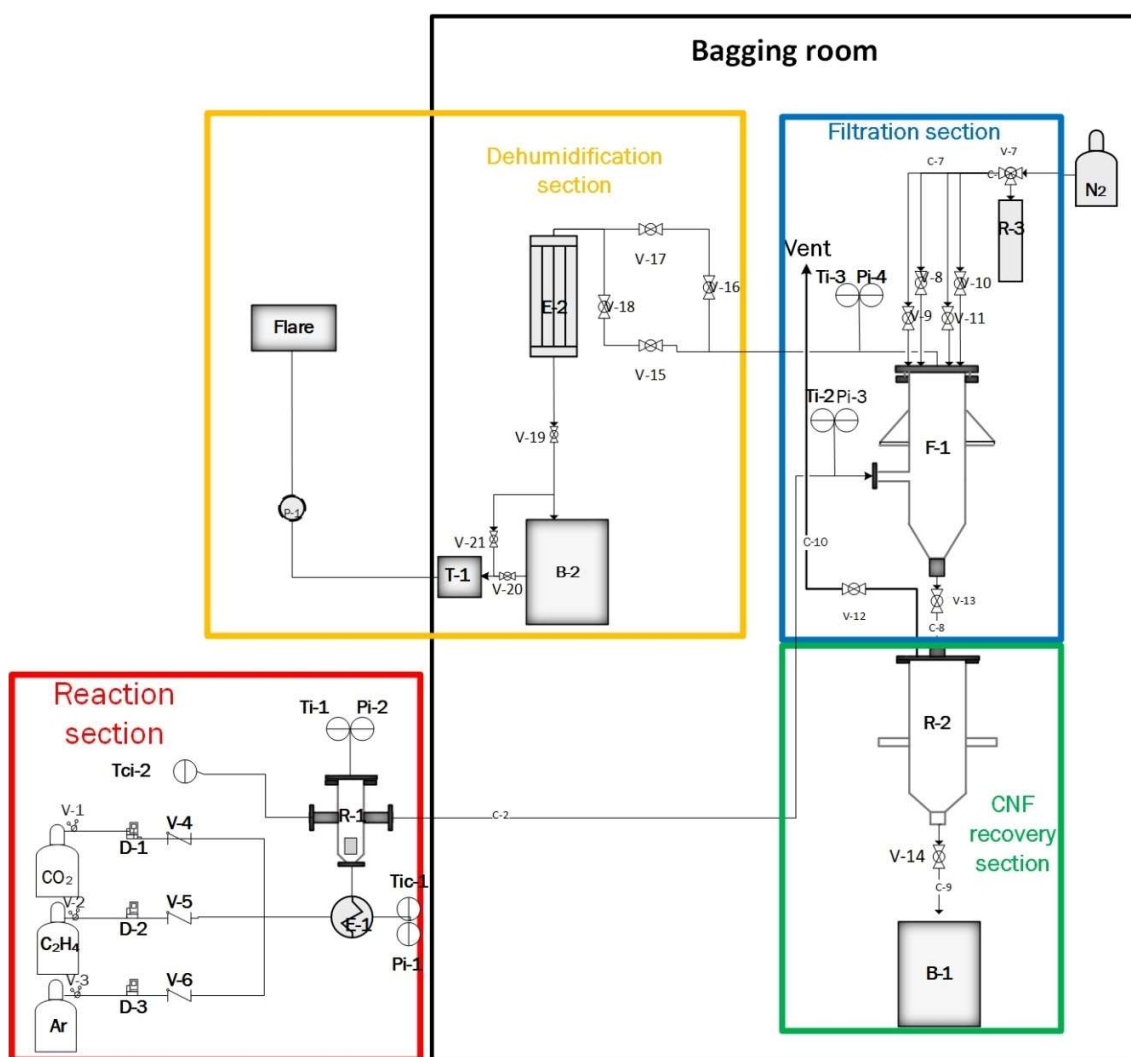 Bagging room
Dehumidification
section
Filtration section
C-7
V-7
C-
N2
R-3
Vent
Ti-3 Pi-4
V-8
V-10
V-9
V-11
V-17
V-16
E-2
V-18
V-15
Flare
Ti-2 Pi-3
F-1
V-19
P-1
V-21
C-10
T-1
V-20
B-2
V-12
V-13
C-8
Reaction
section
Ti-1 Pi-2
R-2
Tci-2
R-1
C-2
V-1
D-1
V-4
CO₂
CNF
recovery
section
V-14
C-9
Tic-1
V-2
D-2
V-5
C₂H₄
E-1
Pi-1
V-3
D-3
V-6
Ar
B-1